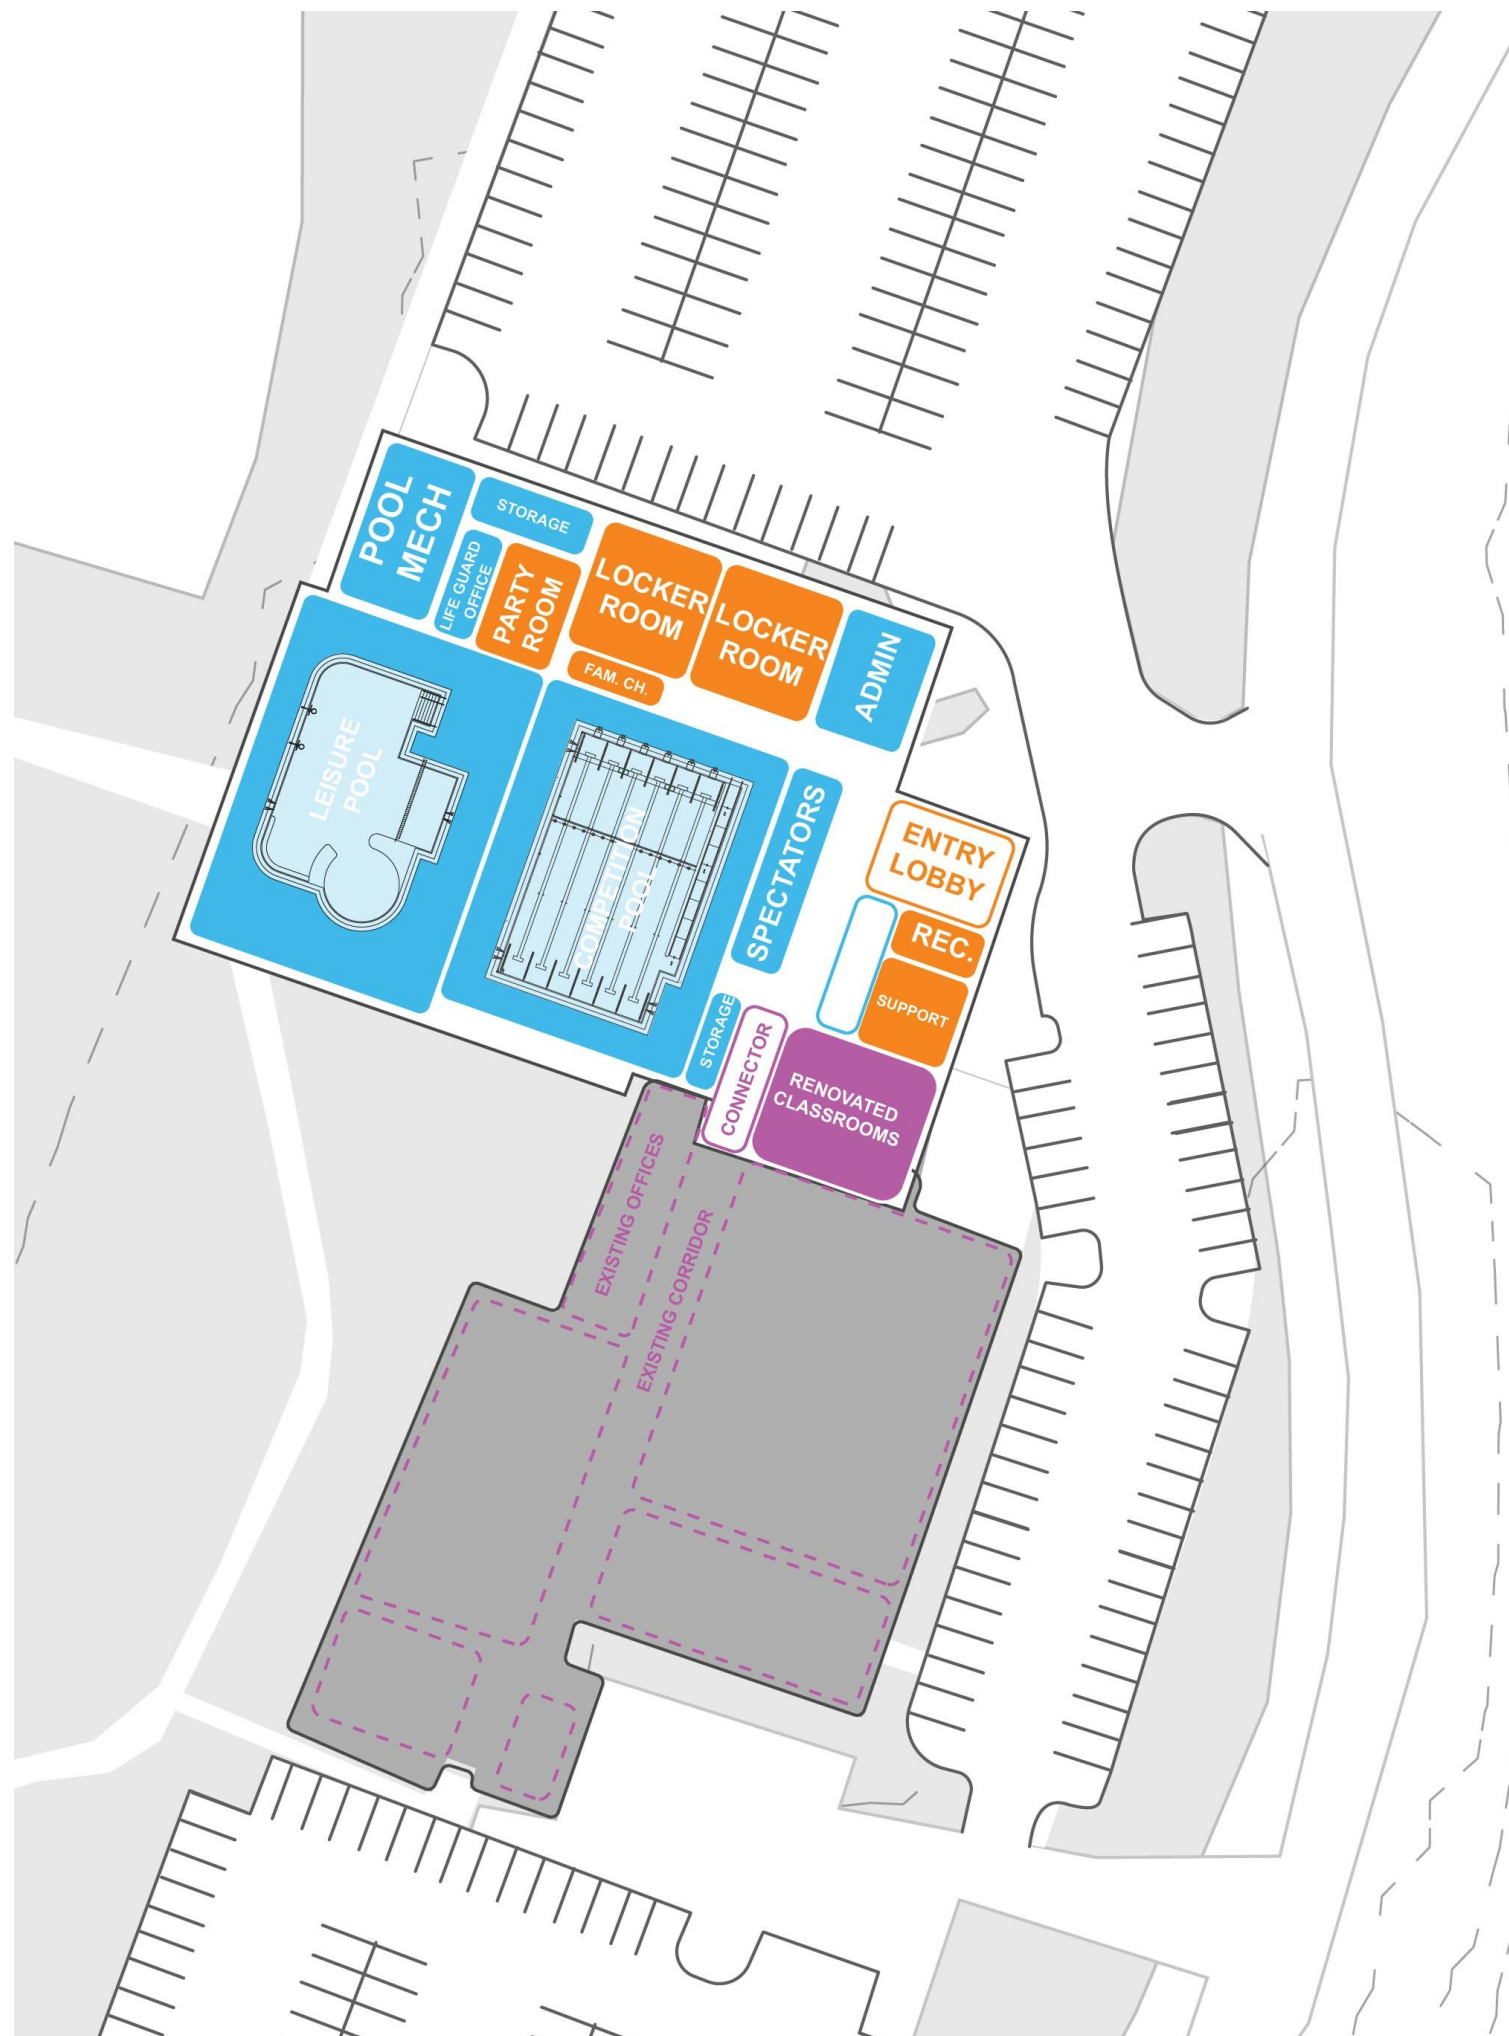 POOL
MECH
STORAGE
LIFE GUARD
OFFICE
PARTY
ROOM
LOCKER
ROOM
LOCKER
ROOM
FAM. CH.
ADMIN
LEISURE
POOL
COMPETITION
POOL
SPECTATORS
ENTRY
LOBBY
REC.
SUPPORT
STORAGE
CONNECTOR
RENOVATED
CLASSROOMS
EXISTING OFFICES
EXISTING CORRIDOR